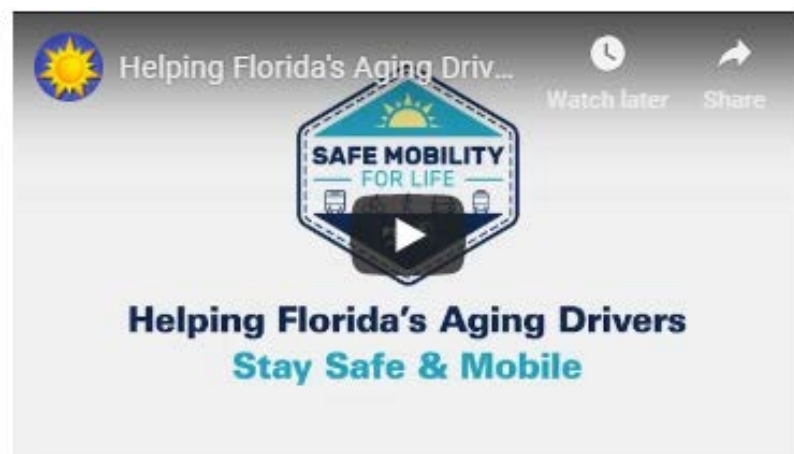 Helping Florida's Aging Driv...
Watch later
Share
SAFE MOBILITY
FOR LIFE
Helping Florida's Aging Drivers
Stay Safe & Mobile